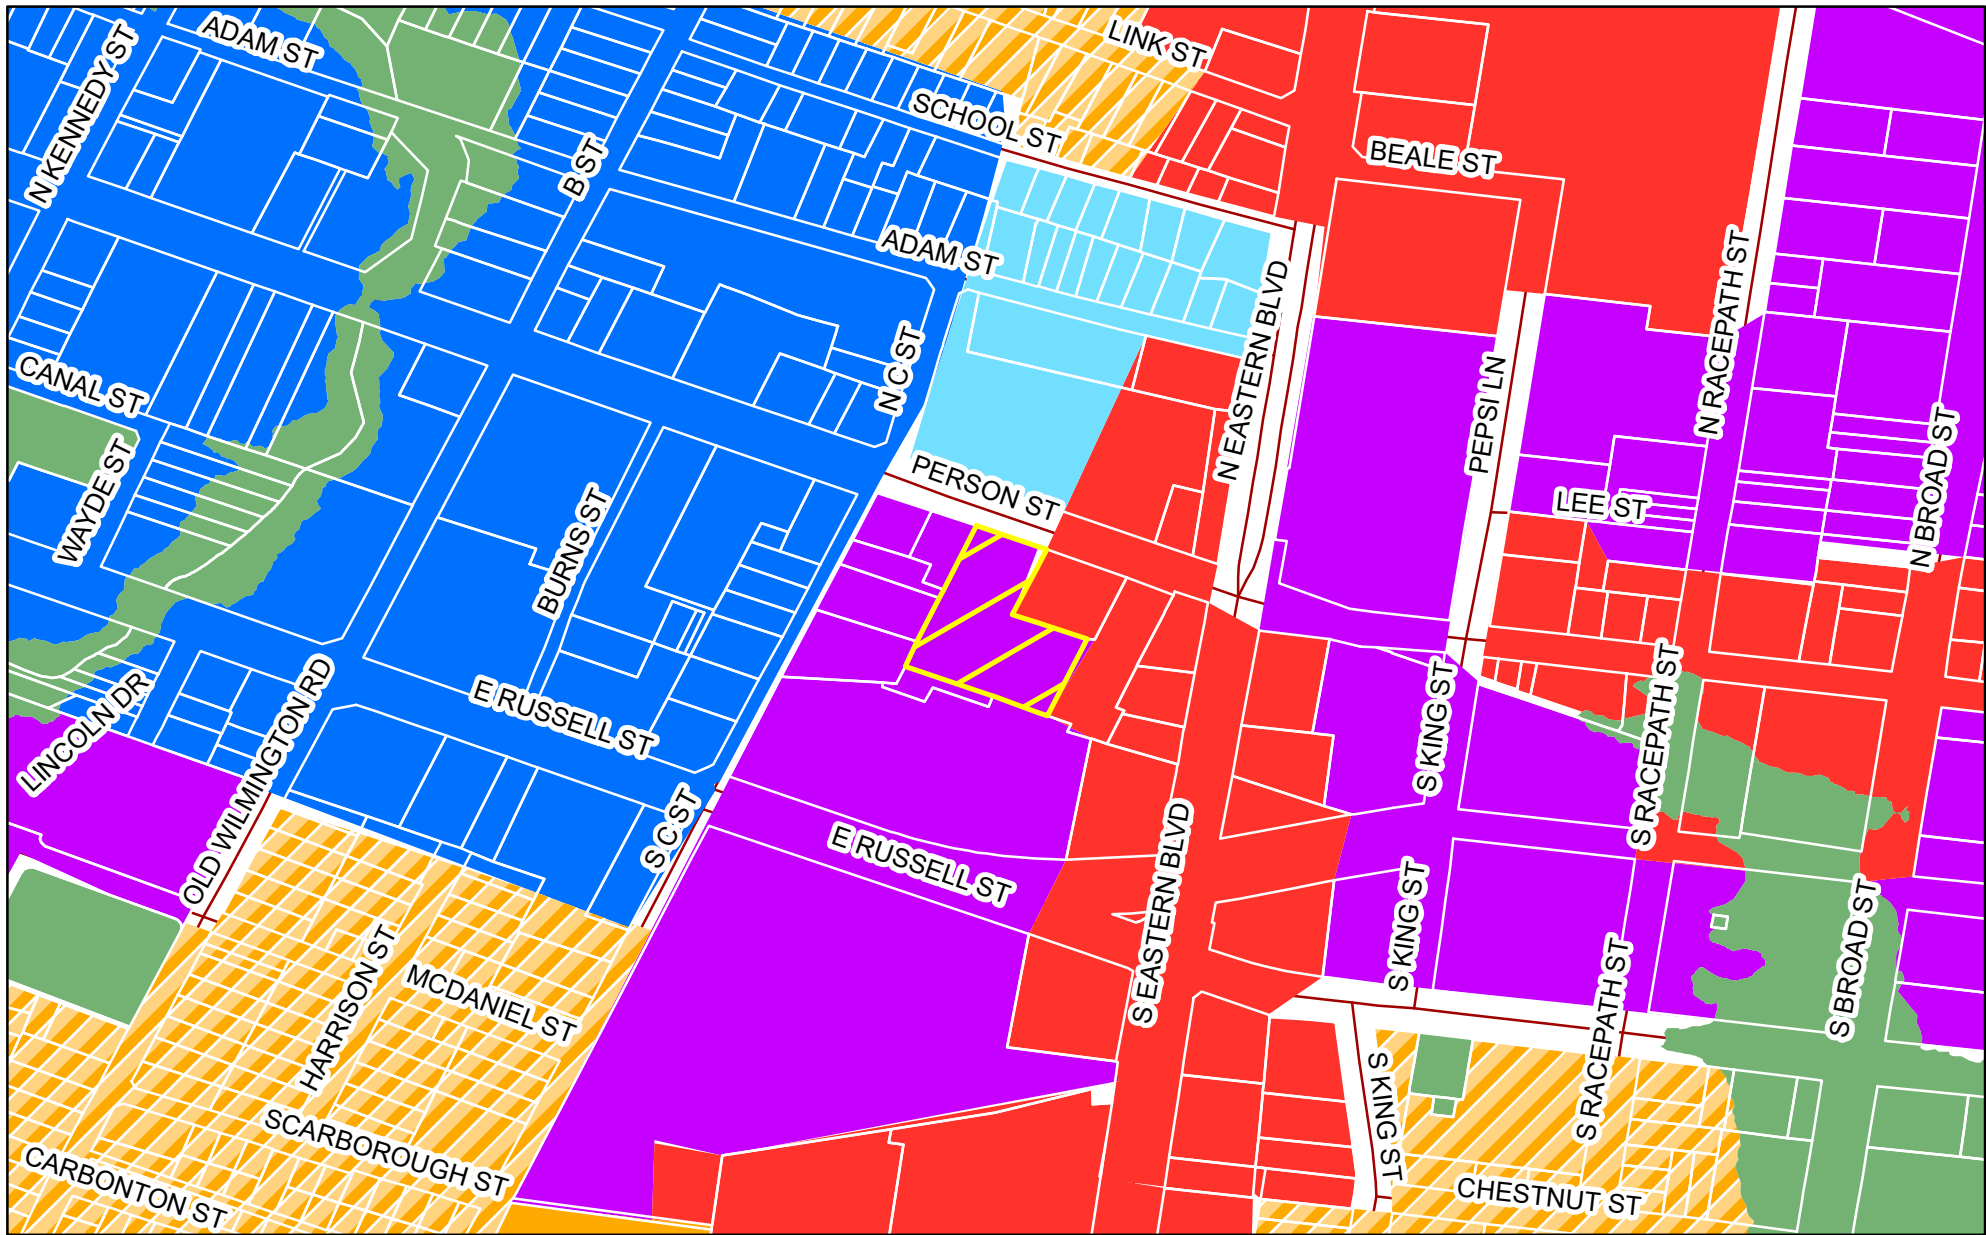 ADAM ST
LINK ST
N KENNEDY ST
SCHOOL ST
B ST
BEALE ST
ADAM ST
N RACEPATH ST
N EASTERN BLVD
N C ST
CANAL ST
PEPSI LN
WAYDE ST
PERSON ST
N BROAD ST
LEE ST
BURNS ST
LINCOLN DR
OLD WILMINGTON RD
E RUSSELL ST
S KING ST
S RACEPATH ST
S C ST
E RUSSELL ST
S EASTERN BLVD
S KING ST
S BROAD ST
HARRISON ST
MCDANIEL ST
S RACEPATH ST
S KING ST
SCARBOROUGH ST
CARBONTON ST
CHESTNUT ST